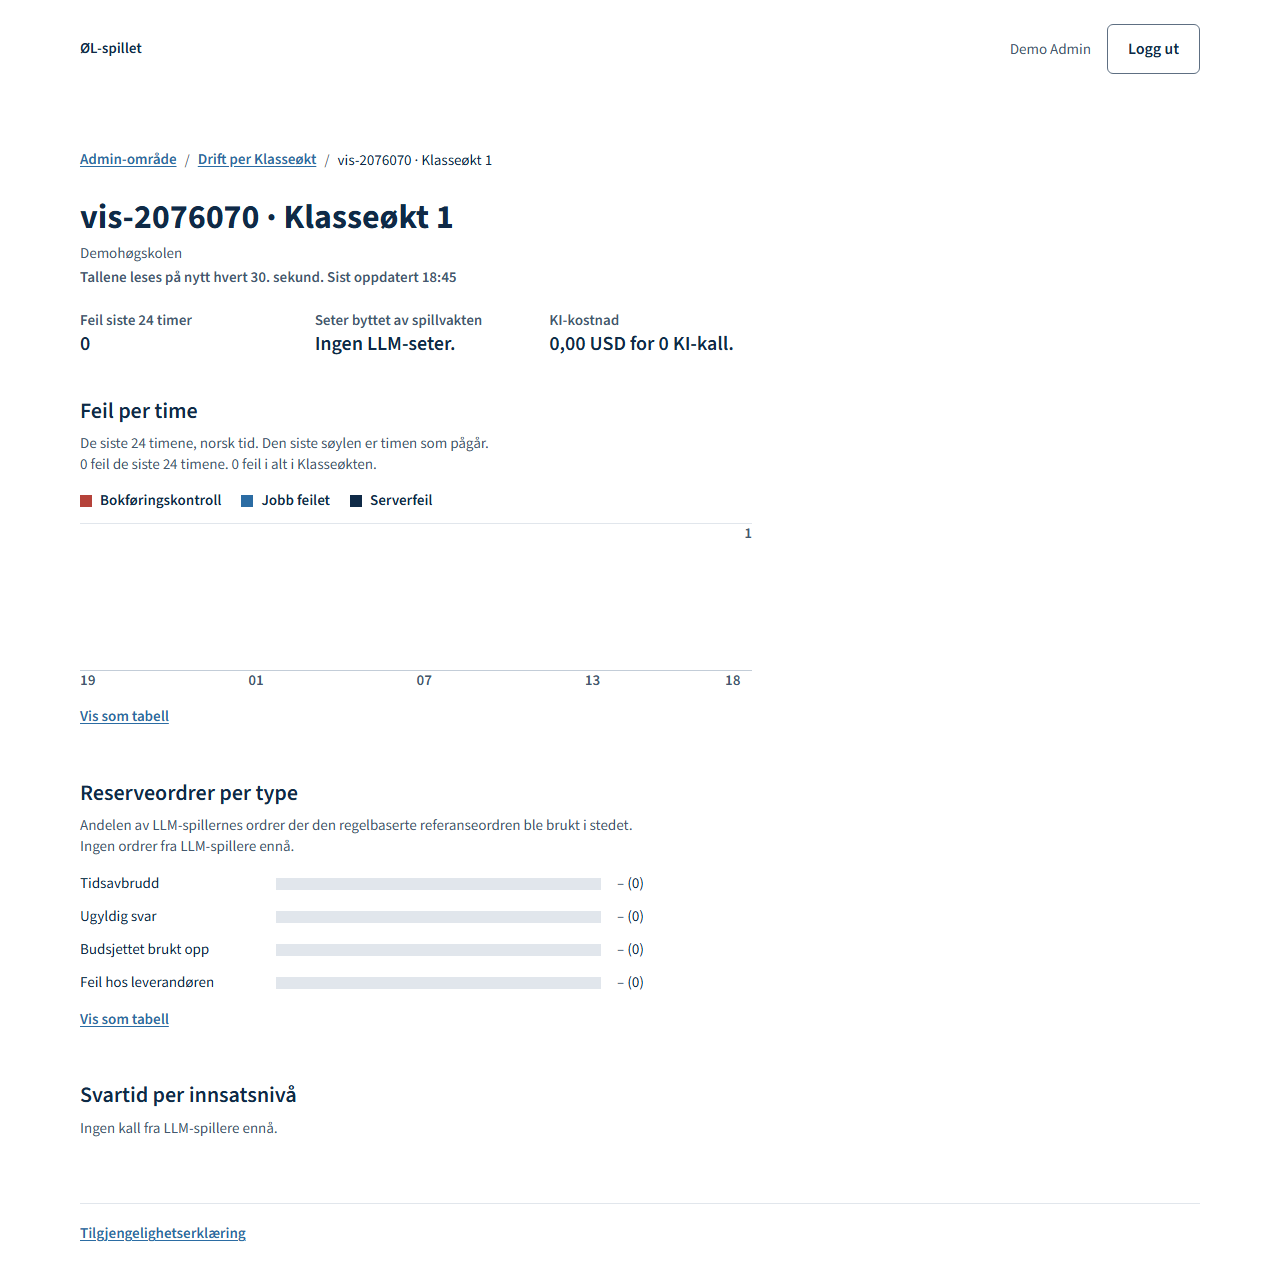 ØL-spillet
Demo Admin
Logg ut
Admin-område / Drift per Klasseøkt / vis-2076070 · Klasseøkt 1
vis-2076070 · Klasseøkt 1
Demohøgskolen
Tallene leses på nytt hvert 30. sekund. Sist oppdatert 18:45
Feil siste 24 timer
0
Seter byttet av spillvakten
Ingen LLM-seter.
KI-kostnad
0,00 USD for 0 KI-kall.
Feil per time
De siste 24 timene, norsk tid. Den siste søylen er timen som pågår.
0 feil de siste 24 timene. 0 feil i alt i Klasseøkten.
Bokføringskontroll Jobb feilet Serverfeil
1
19 01 07 13 18
Vis som tabell
Reserveordrer per type
Andelen av LLM-spillernes ordrer der den regelbaserte referanseordren ble brukt i stedet.
Ingen ordrer fra LLM-spillere ennå.
Tidsavbrudd – (0)
Ugyldig svar – (0)
Budsjettet brukt opp – (0)
Feil hos leverandøren – (0)
Vis som tabell
Svartid per innsatsnivå
Ingen kall fra LLM-spillere ennå.
Tilgjengelighetserklæring